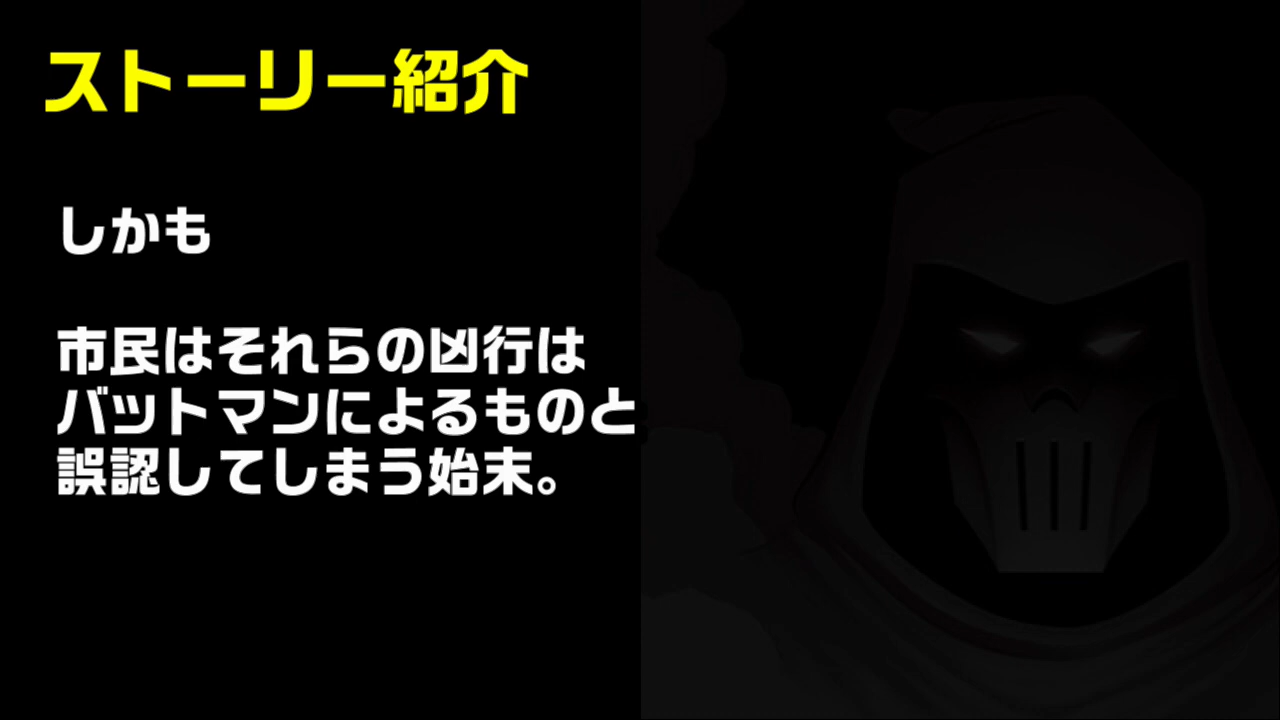 ストーリー紹介
しかも
市民はそれらの凶行は
バットマンによるものと
誤認してしまう始末。